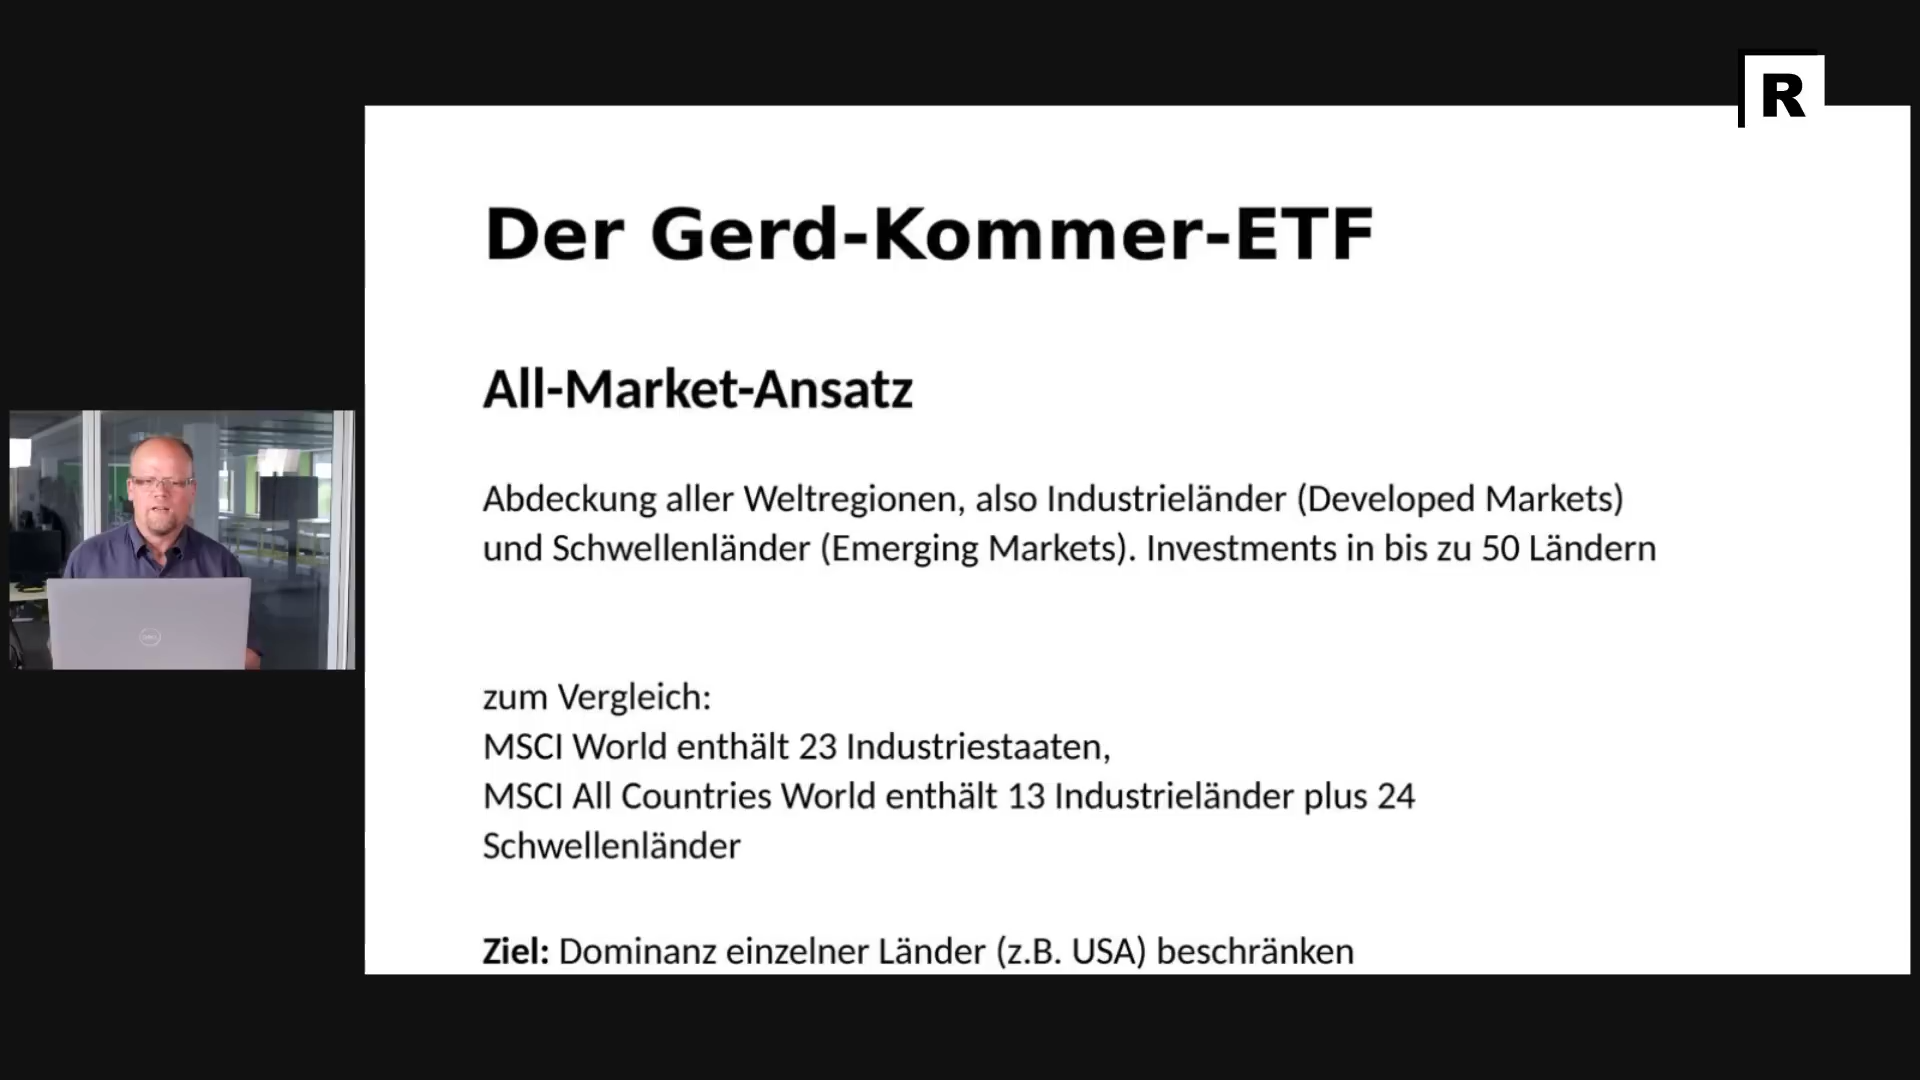 R
Der Gerd-Kommer-ETF
All-Market-Ansatz
Abdeckung aller Weltregionen, also Industrieländer (Developed Markets)
und Schwellenländer (Emerging Markets). Investments in bis zu 50 Ländern
zum Vergleich:
MSCI World enthält 23 Industriestaaten,
MSCI All Countries World enthält 13 Industrieländer plus 24
Schwellenländer
Ziel: Dominanz einzelner Länder (z.B. USA) beschränken
DELL